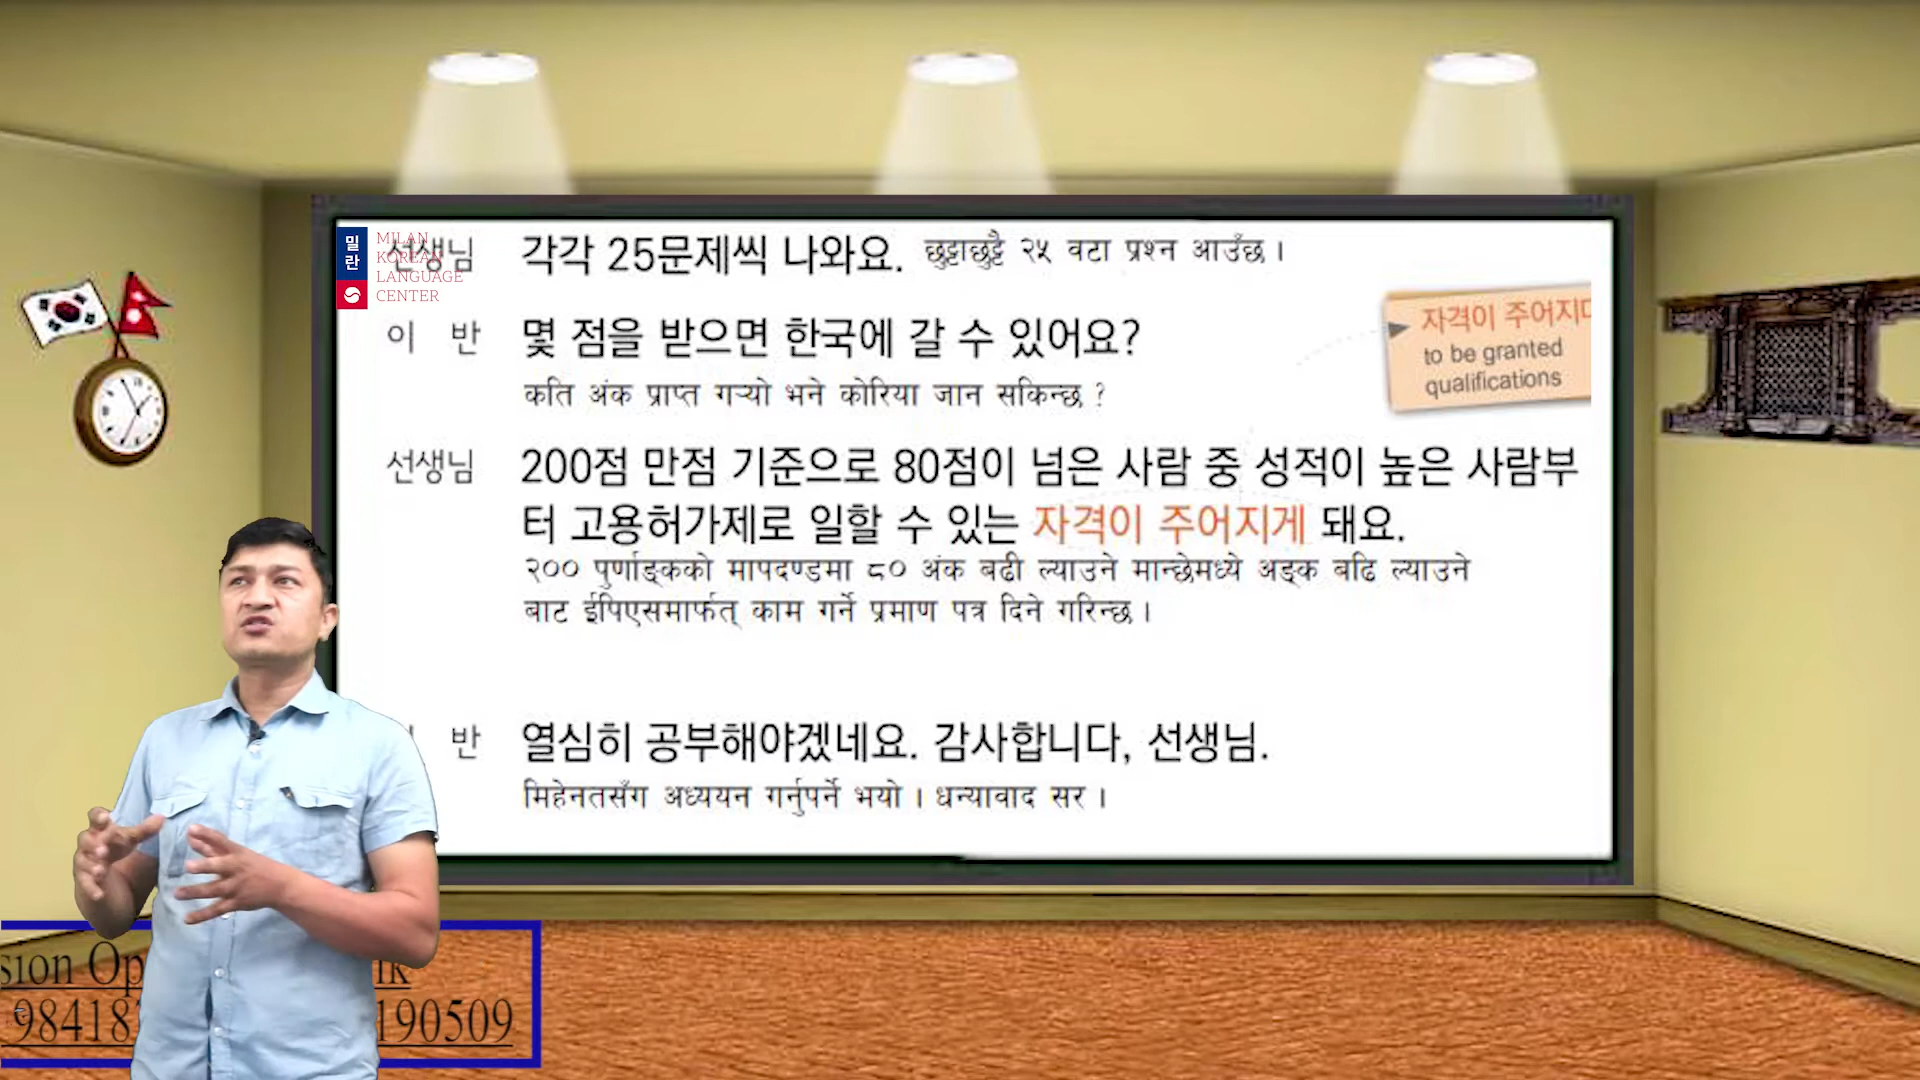 밀란
MILAN
KOREAN
LANGUAGE
CENTER
선생님 각각 25문제씩 나와요. छुट्टाछुट्टै २५ वटा प्रश्न आउँछ ।
이 반 몇 점을 받으면 한국에 갈 수 있어요?
कति अंक प्राप्त गर्‍यो भने कोरिया जान सकिन्छ ?
자격이 주어지다
to be granted
qualifications
선생님 200점 만점 기준으로 80점이 넘은 사람 중 성적이 높은 사람부
터 고용허가제로 일할 수 있는 자격이 주어지게 돼요.
२०० पुर्णाङ्कको मापदण्डमा ८० अंक बढी ल्याउने मान्छेमध्ये अङ्क बढि ल्याउने
बाट ईपिएसमार्फत् काम गर्ने प्रमाण पत्र दिने गरिन्छ ।
반 열심히 공부해야겠네요. 감사합니다, 선생님.
मिहेनतसँग अध्ययन गर्नुपर्ने भयो । धन्यावाद सर ।
sion Op
98418 190509